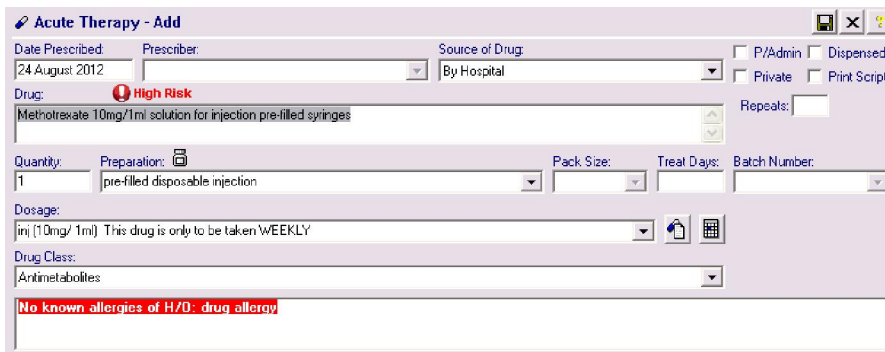 Acute Therapy - Add
Date Prescribed: Prescriber: Source of Drug:
24 August 2012 By Hospital
P/Admin Dispensed
Private Print Script
Drug: High Risk
Repeats:
Methotrexate 10mg/1ml solution for injection pre-filled syringes
Quantity: Preparation: Pack Size: Treat Days: Batch Number:
1 pre-filled disposable injection
Dosage:
inj (10mg/ 1ml) This drug is only to be taken WEEKLY
Drug Class:
Antimetabolites
No known allergies of H/O: drug allergy